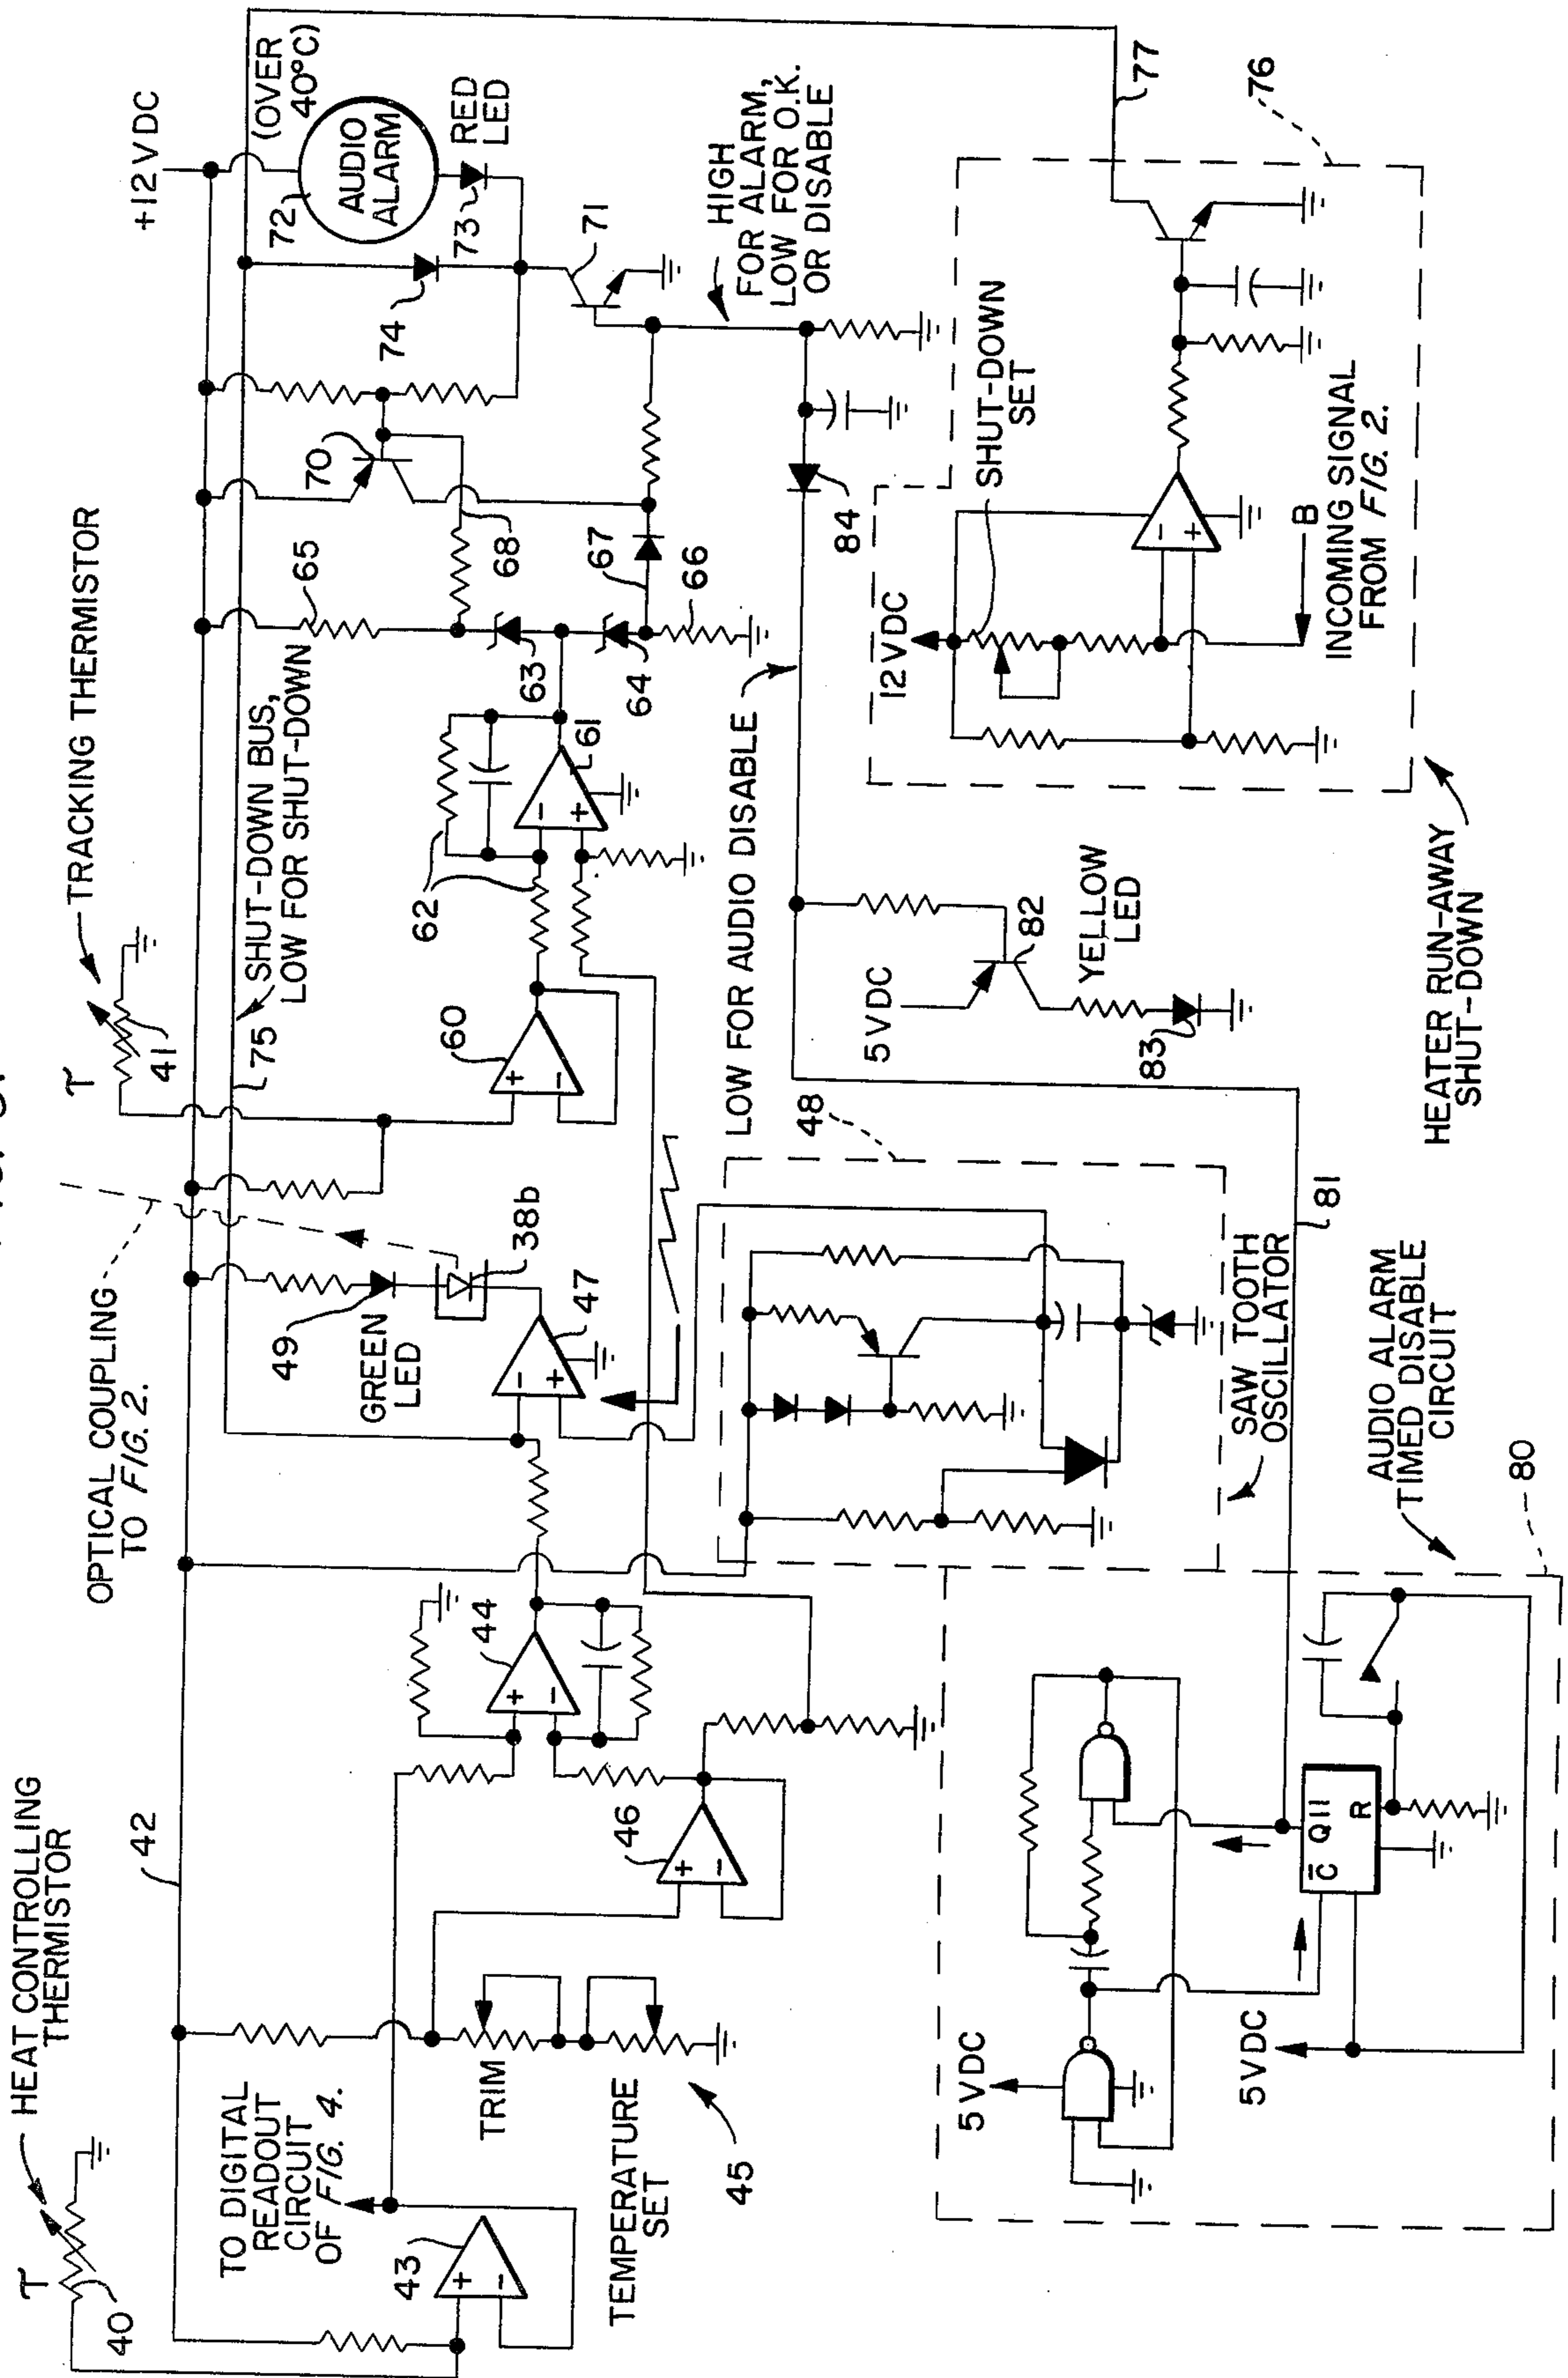 T
HEAT CONTROLLING
THERMISTOR
40
42
43
TO DIGITAL
READOUT
CIRCUIT
OF FIG. 4.
TRIM
TEMPERATURE
SET
45
46
44
+
-
OPTICAL COUPLING
TO FIG. 2.
49
GREEN
LED
38b
47
T
TRACKING THERMISTOR
41
75
SHUT-DOWN BUS,
LOW FOR SHUT-DOWN
60
62
61
63
64
65
66
67
68
70
71
72
73
74
+12 VDC
(OVER
40°C)
AUDIO
ALARM
RED
LED
HIGH
FOR ALARM,
LOW FOR O.K.
OR DISABLE
LOW FOR AUDIO DISABLE
84
48
SAW TOOTH
OSCILLATOR
81
5 VDC
82
YELLOW
LED
83
12 VDC
SHUT-DOWN
SET
B
INCOMING SIGNAL
FROM FIG. 2.
76
77
HEATER RUN-AWAY
SHUT-DOWN
AUDIO ALARM
TIMED DISABLE
CIRCUIT
80
5 VDC
5 VDC
C̅
Q11
R